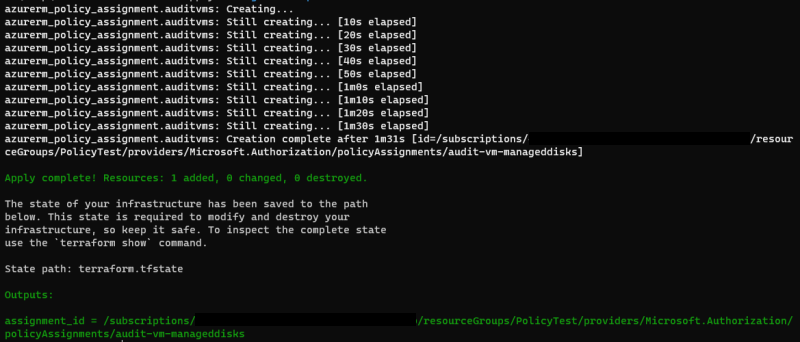 azurerm_policy_assignment.auditvms: Creating...
azurerm_policy_assignment.auditvms: Still creating... [10s elapsed]
azurerm_policy_assignment.auditvms: Still creating... [20s elapsed]
azurerm_policy_assignment.auditvms: Still creating... [30s elapsed]
azurerm_policy_assignment.auditvms: Still creating... [40s elapsed]
azurerm_policy_assignment.auditvms: Still creating... [50s elapsed]
azurerm_policy_assignment.auditvms: Still creating... [1m0s elapsed]
azurerm_policy_assignment.auditvms: Still creating... [1m10s elapsed]
azurerm_policy_assignment.auditvms: Still creating... [1m20s elapsed]
azurerm_policy_assignment.auditvms: Still creating... [1m30s elapsed]
azurerm_policy_assignment.auditvms: Creation complete after 1m31s [id=/subscriptions/ /resour
ceGroups/PolicyTest/providers/Microsoft.Authorization/policyAssignments/audit-vm-manageddisks]
Apply complete! Resources: 1 added, 0 changed, 0 destroyed.
The state of your infrastructure has been saved to the path
below. This state is required to modify and destroy your
infrastructure, so keep it safe. To inspect the complete state
use the `terraform show` command.
State path: terraform.tfstate
Outputs:
assignment_id = /subscriptions/ /resourceGroups/PolicyTest/providers/Microsoft.Authorization/
policyAssignments/audit-vm-manageddisks